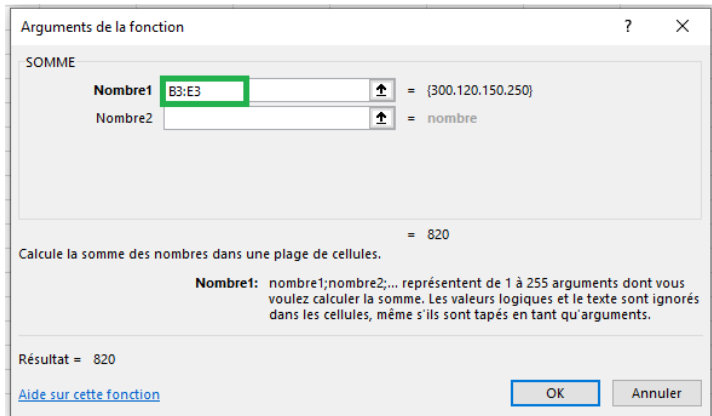 Arguments de la fonction ? ×
SOMME
Nombre1 B3:E3 = {300.120.150.250}
Nombre2 = nombre
= 820
Calcule la somme des nombres dans une plage de cellules.
Nombre1: nombre1;nombre2;... représentent de 1 à 255 arguments dont vous
voulez calculer la somme. Les valeurs logiques et le texte sont ignorés
dans les cellules, même s'ils sont tapés en tant qu'arguments.
Résultat = 820
Aide sur cette fonction OK Annuler